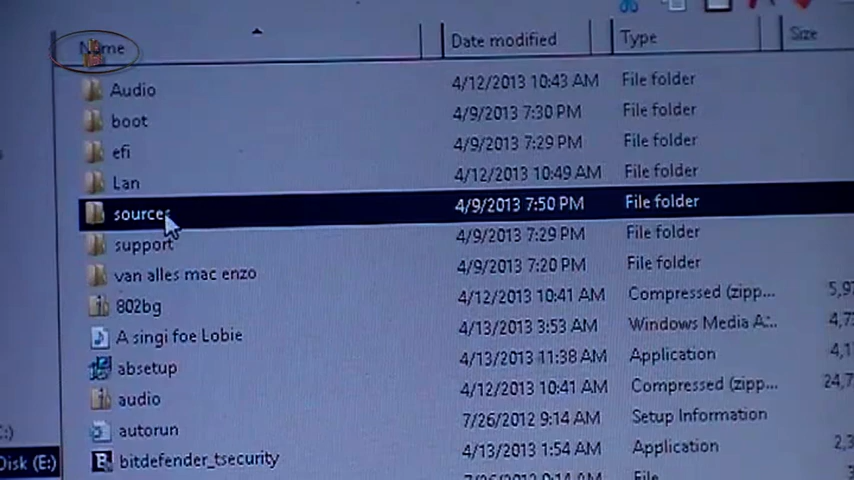 Name Date modified Type Size
Audio 4/12/2013 10:43 AM File folder
boot 4/9/2013 7:30 PM File folder
efi 4/9/2013 7:29 PM File folder
Lan 4/12/2013 10:49 AM File folder
sources 4/9/2013 7:50 PM File folder
support 4/9/2013 7:29 PM File folder
van alles mac enzo 4/9/2013 7:20 PM File folder
802bg 4/12/2013 10:41 AM Compressed (zipp... 5,9
A singi foe Lobie 4/13/2013 3:53 AM Windows Media A... 4,7
absetup 4/13/2013 11:38 AM Application 4,1
audio 4/12/2013 10:41 AM Compressed (zipp... 24,7
autorun 7/26/2012 9:14 AM Setup Information
bitdefender_tsecurity 4/13/2013 1:54 AM Application 2,3
:)
Disk (E:) 7/26/2012 9:14 AM File